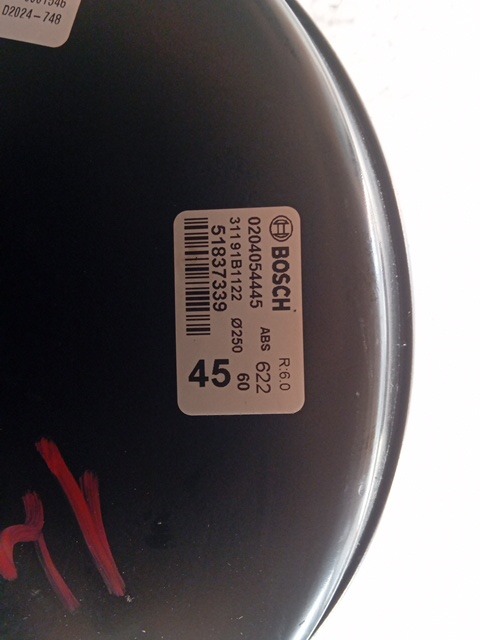 D2024-748
BOSCH R:6.0
0204054445 ABS 622
31191B1122 Ø250 60
51837339 45